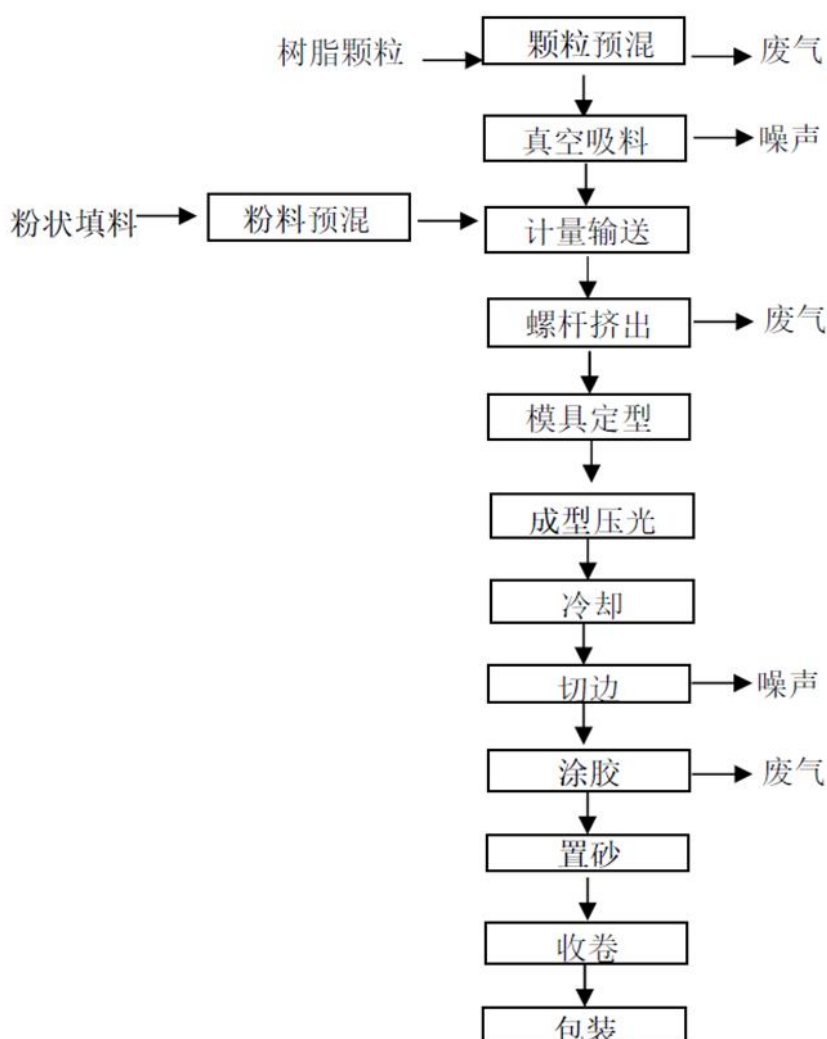 树脂颗粒 颗粒预混 废气
真空吸料 噪声
粉状填料 粉料预混 计量输送
螺杆挤出 废气
模具定型
成型压光
冷却
切边 噪声
涂胶 废气
置砂
收卷
包装